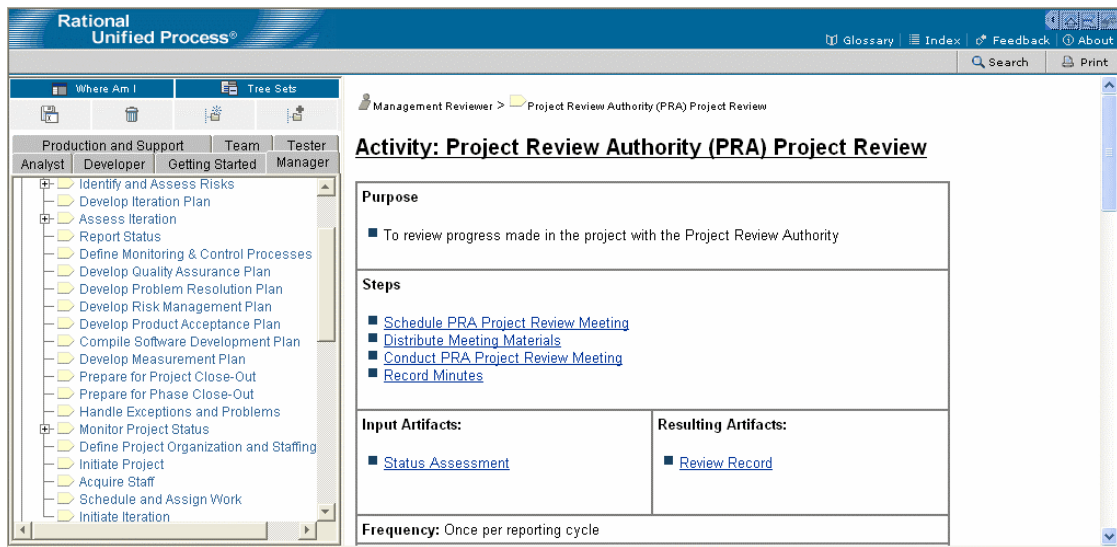 Rational
Unified Process®
Glossary | Index | Feedback | About
Search | Print
Where Am I
Tree Sets
Production and Support
Team
Tester
Analyst
Developer
Getting Started
Manager
Identify and Assess Risks
Develop Iteration Plan
Assess Iteration
Report Status
Define Monitoring & Control Processes
Develop Quality Assurance Plan
Develop Problem Resolution Plan
Develop Risk Management Plan
Develop Product Acceptance Plan
Compile Software Development Plan
Develop Measurement Plan
Prepare for Project Close-Out
Prepare for Phase Close-Out
Handle Exceptions and Problems
Monitor Project Status
Define Project Organization and Staffing
Initiate Project
Acquire Staff
Schedule and Assign Work
Initiate Iteration
Management Reviewer > Project Review Authority (PRA) Project Review
Activity: Project Review Authority (PRA) Project Review
Purpose
To review progress made in the project with the Project Review Authority
Steps
Schedule PRA Project Review Meeting
Distribute Meeting Materials
Conduct PRA Project Review Meeting
Record Minutes
Input Artifacts:
Status Assessment
Resulting Artifacts:
Review Record
Frequency: Once per reporting cycle